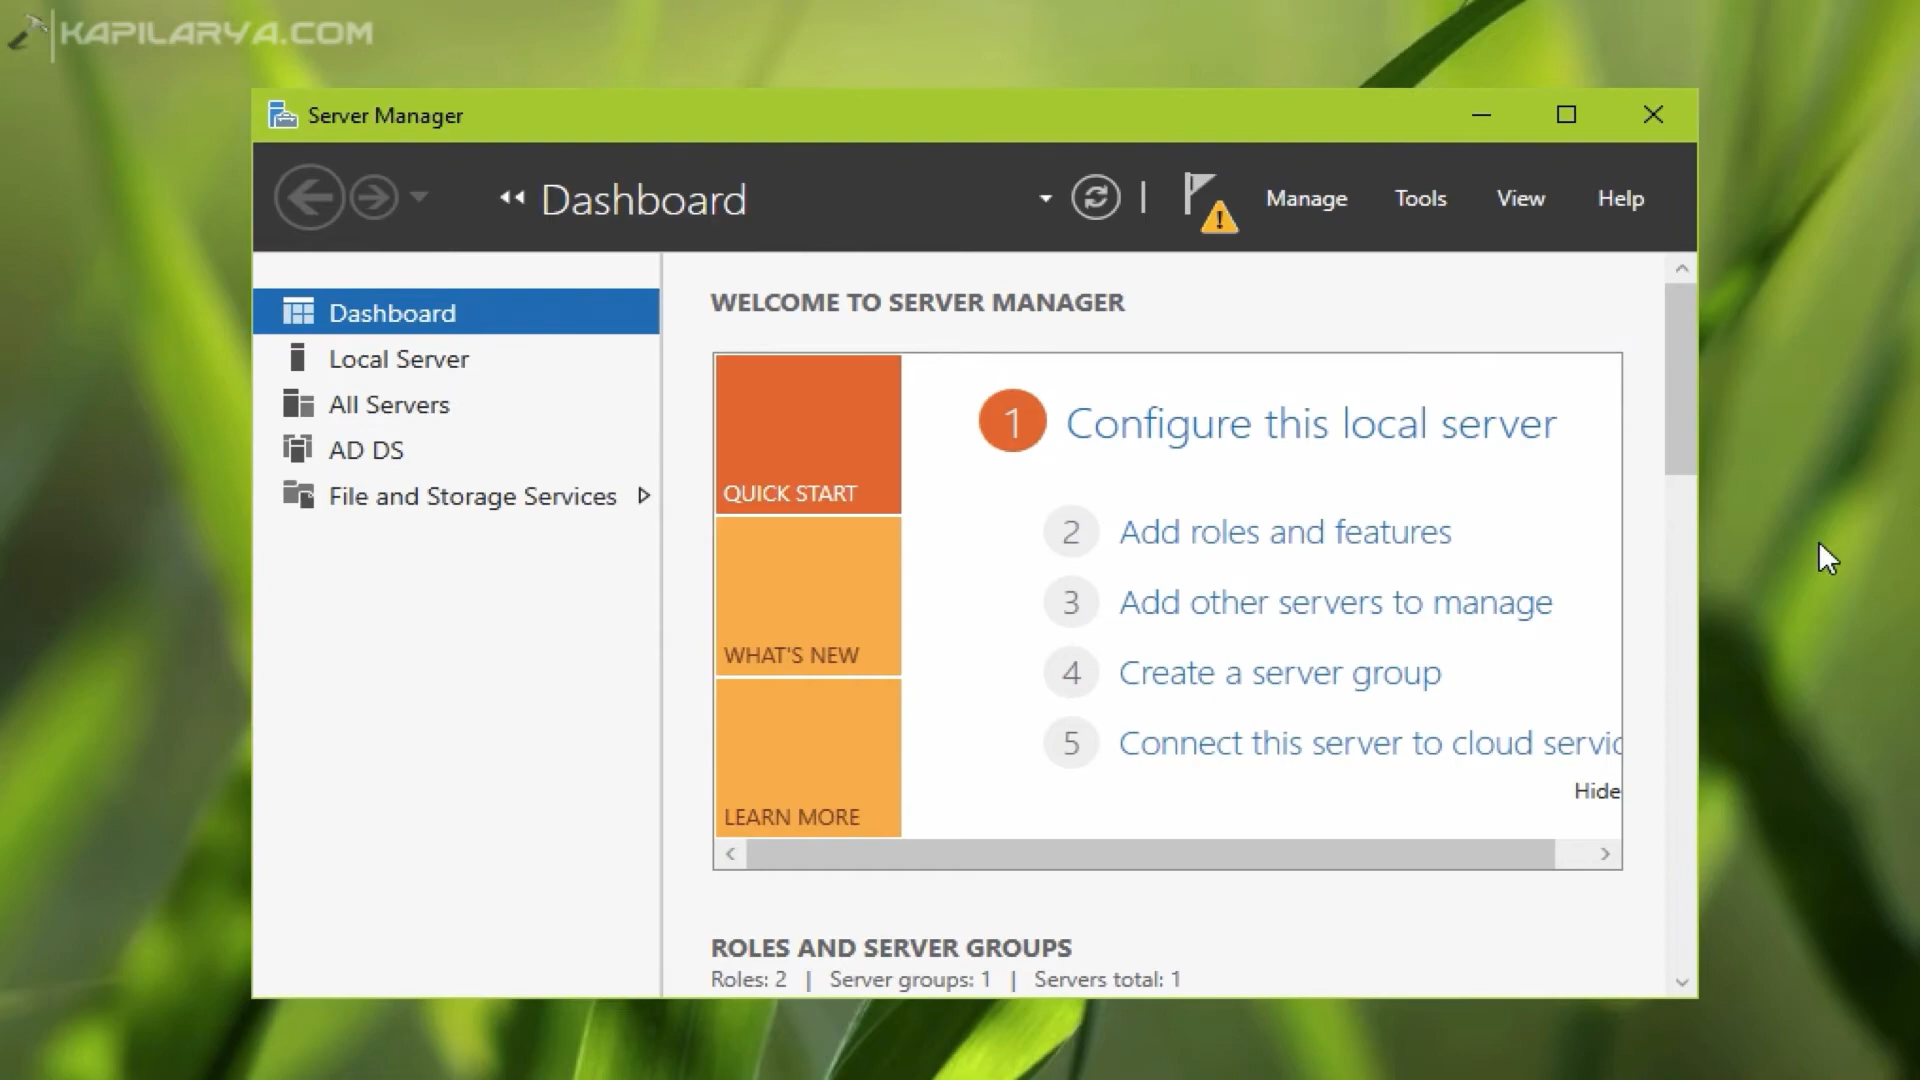 KAPILARYA.COM
Server Manager
Dashboard
Manage Tools View Help
Dashboard
Local Server
All Servers
AD DS
File and Storage Services
WELCOME TO SERVER MANAGER
QUICK START
WHAT'S NEW
LEARN MORE
1 Configure this local server
2 Add roles and features
3 Add other servers to manage
4 Create a server group
5 Connect this server to cloud servic
Hide
ROLES AND SERVER GROUPS
Roles: 2 | Server groups: 1 | Servers total: 1